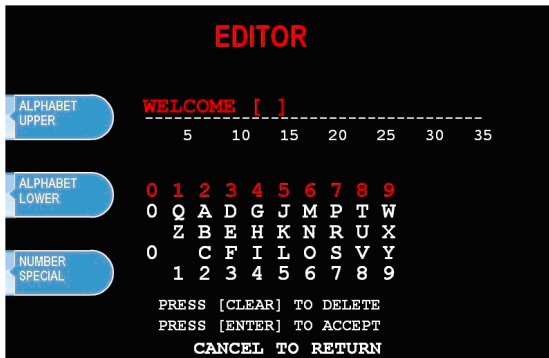 EDITOR
ALPHABET
UPPER
WELCOME [ ]
5 10 15 20 25 30 35
ALPHABET
LOWER
0 1 2 3 4 5 6 7 8 9
0 Q A D G J M P T W
Z B E H K N R U X
0 C F I L O S V Y
1 2 3 4 5 6 7 8 9
NUMBER
SPECIAL
PRESS [CLEAR] TO DELETE
PRESS [ENTER] TO ACCEPT
CANCEL TO RETURN